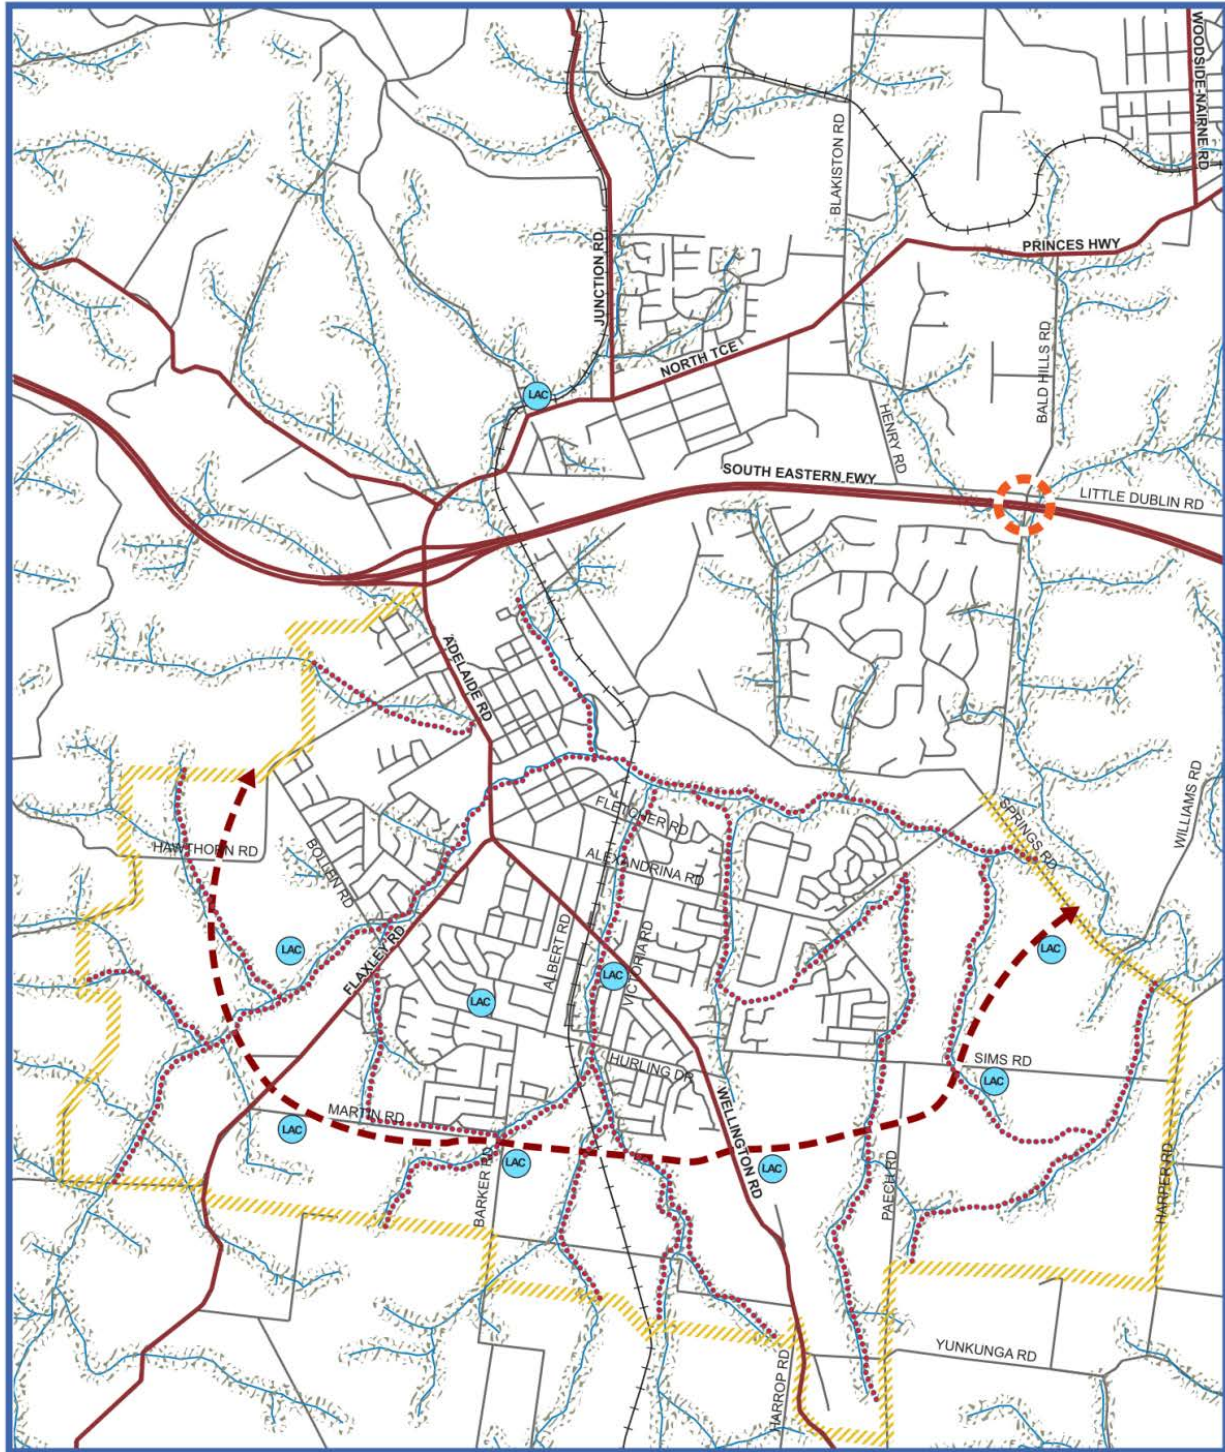 WOODSIDE-NAIRNE RD
BLAKISTON RD
PRINCES HWY
JUNCTION RD
NORTH TCE
BALD HILLS RD
LAC
HENRY RD
SOUTH EASTERN FWY
LITTLE DUBLIN RD
ADELAIDE RD
WILLIAMS RD
FLETCHER RD
SPRINGS RD
HAWTHORN RD
BOLLEN RD
ALEXANDRINA RD
ALBERT RD
VICTORIA RD
FLAXLEY RD
LAC
LAC
LAC
LAC
HURLING DR
SIMS RD
LAC
MARTIN RD
LAC
WELLINGTON RD
LAC
LAC
BARKER RD
PAECH RD
HARPER RD
YUNKUNGA RD
HARROP RD